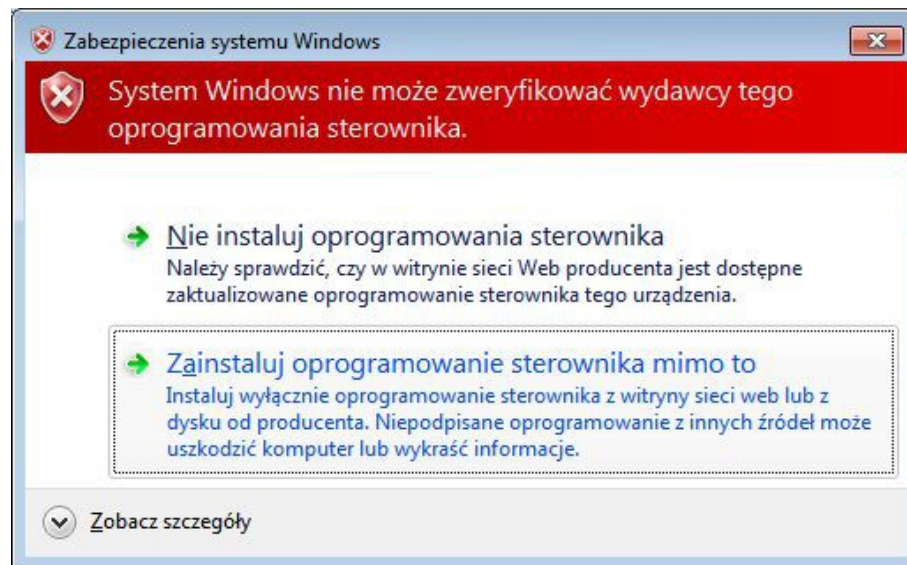 Zabezpieczenia systemu Windows
System Windows nie może zweryfikować wydawcy tego
oprogramowania sterownika.
Nie instaluj oprogramowania sterownika
Należy sprawdzić, czy w witrynie sieci Web producenta jest dostępne
zaktualizowane oprogramowanie sterownika tego urządzenia.
Zainstaluj oprogramowanie sterownika mimo to
Instaluj wyłącznie oprogramowanie sterownika z witryny sieci web lub z
dysku od producenta. Niepodpisane oprogramowanie z innych źródeł może
uszkodzić komputer lub wykraść informacje.
Zobacz szczegóły